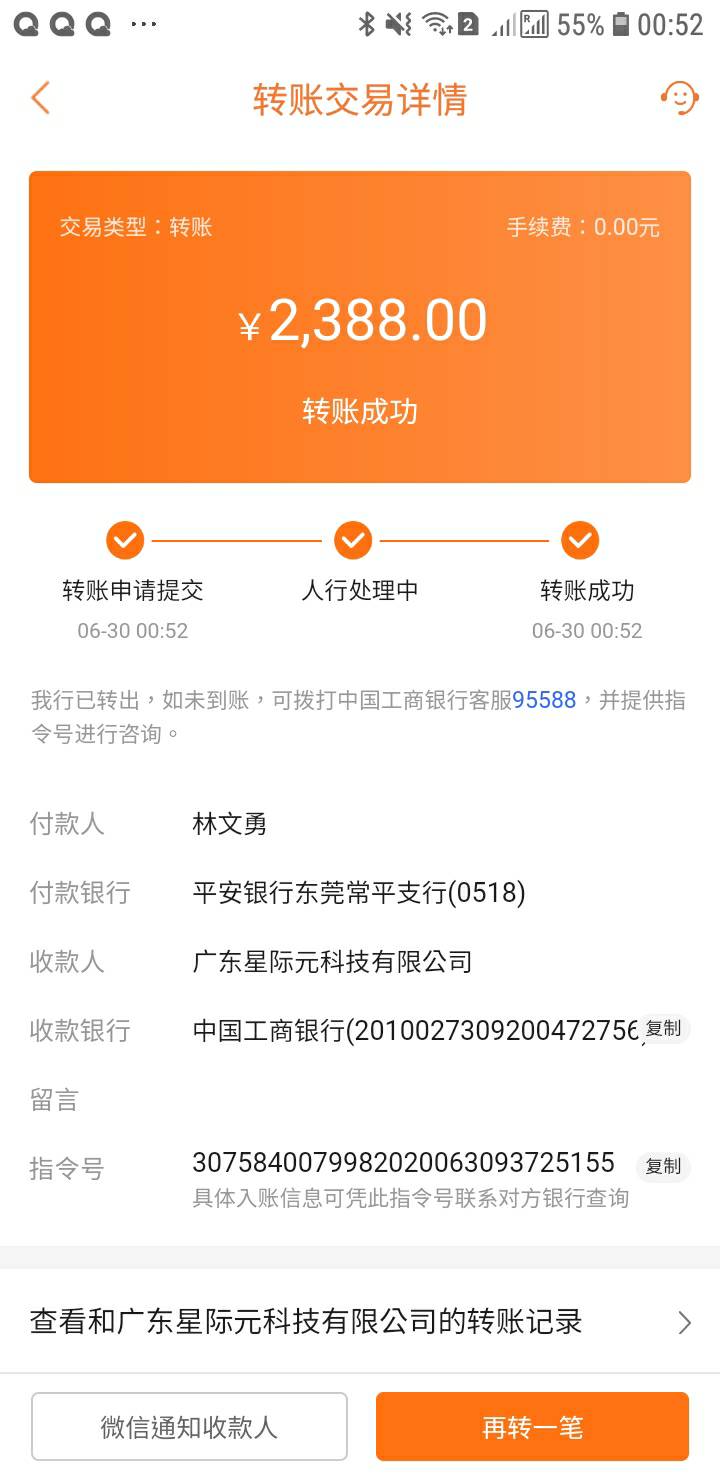 2 R 55% 00:52
转账交易详情
交易类型：转账 手续费：0.00元
¥2,388.00
转账成功
转账申请提交 人行处理中 转账成功
06-30 00:52 06-30 00:52
我行已转出，如未到账，可拨打中国工商银行客服95588，并提供指
令号进行咨询。
付款人 林文勇
付款银行 平安银行东莞常平支行(0518)
收款人 广东星际元科技有限公司
收款银行 中国工商银行(2010027309200472756) 复制
留言
指令号 3075840079982020063093725155 复制
具体入账信息可凭此指令号联系对方银行查询
查看和广东星际元科技有限公司的转账记录
微信通知收款人 再转一笔